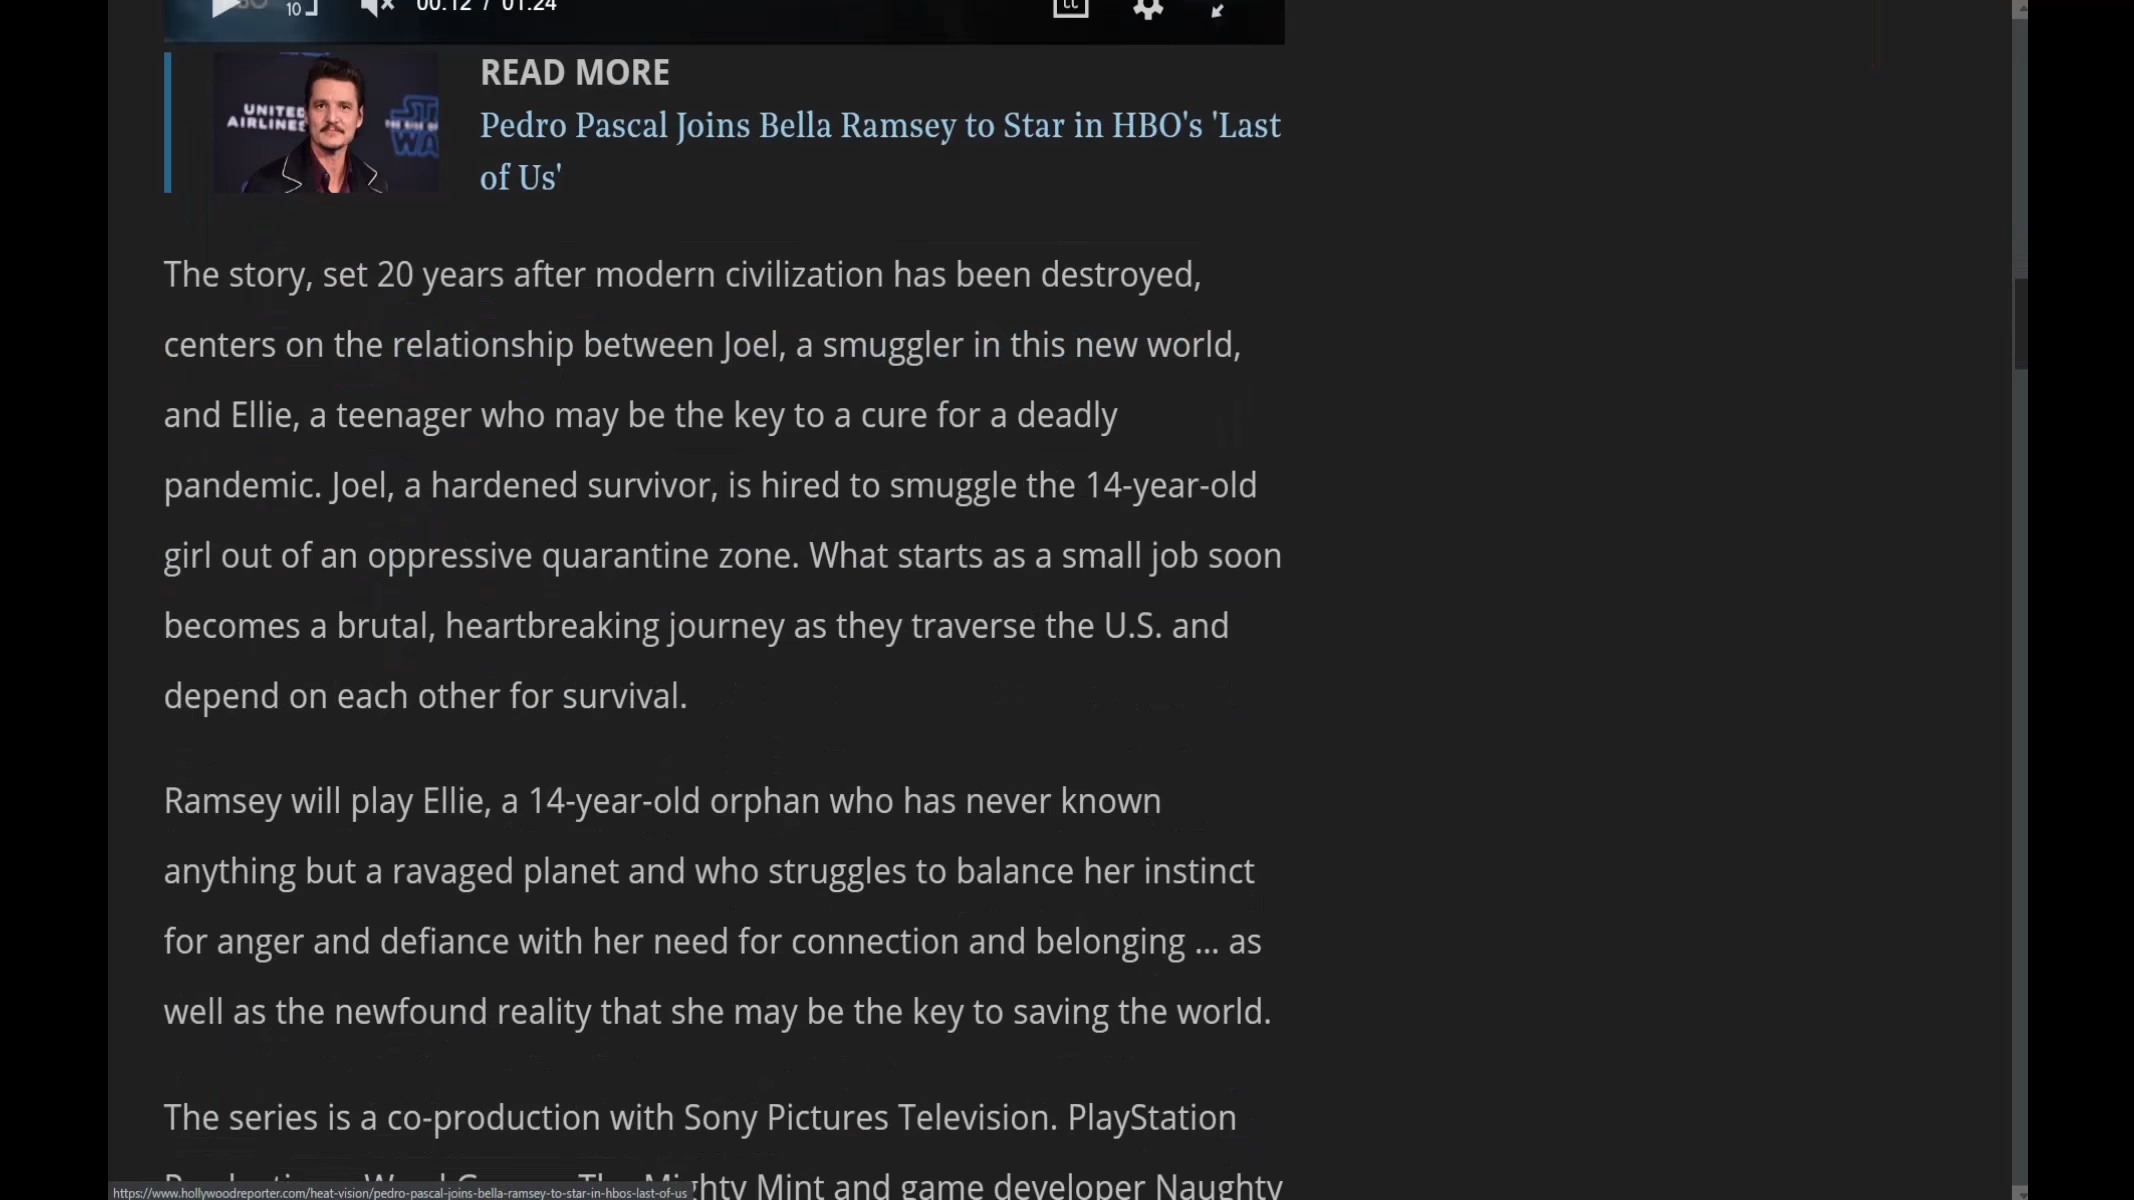 10
00:12 / 01:24
CC
UNITED
AIRLINES
STAR
WA
READ MORE
Pedro Pascal Joins Bella Ramsey to Star in HBO's 'Last
of Us'
The story, set 20 years after modern civilization has been destroyed,
centers on the relationship between Joel, a smuggler in this new world,
and Ellie, a teenager who may be the key to a cure for a deadly
pandemic. Joel, a hardened survivor, is hired to smuggle the 14-year-old
girl out of an oppressive quarantine zone. What starts as a small job soon
becomes a brutal, heartbreaking journey as they traverse the U.S. and
depend on each other for survival.
Ramsey will play Ellie, a 14-year-old orphan who has never known
anything but a ravaged planet and who struggles to balance her instinct
for anger and defiance with her need for connection and belonging ... as
well as the newfound reality that she may be the key to saving the world.
The series is a co-production with Sony Pictures Television. PlayStation
Mighty Mint and game developer Naughty
https://www.hollywoodreporter.com/heat-vision/pedro-pascal-joins-bella-ramsey-to-star-in-hbos-last-of-us